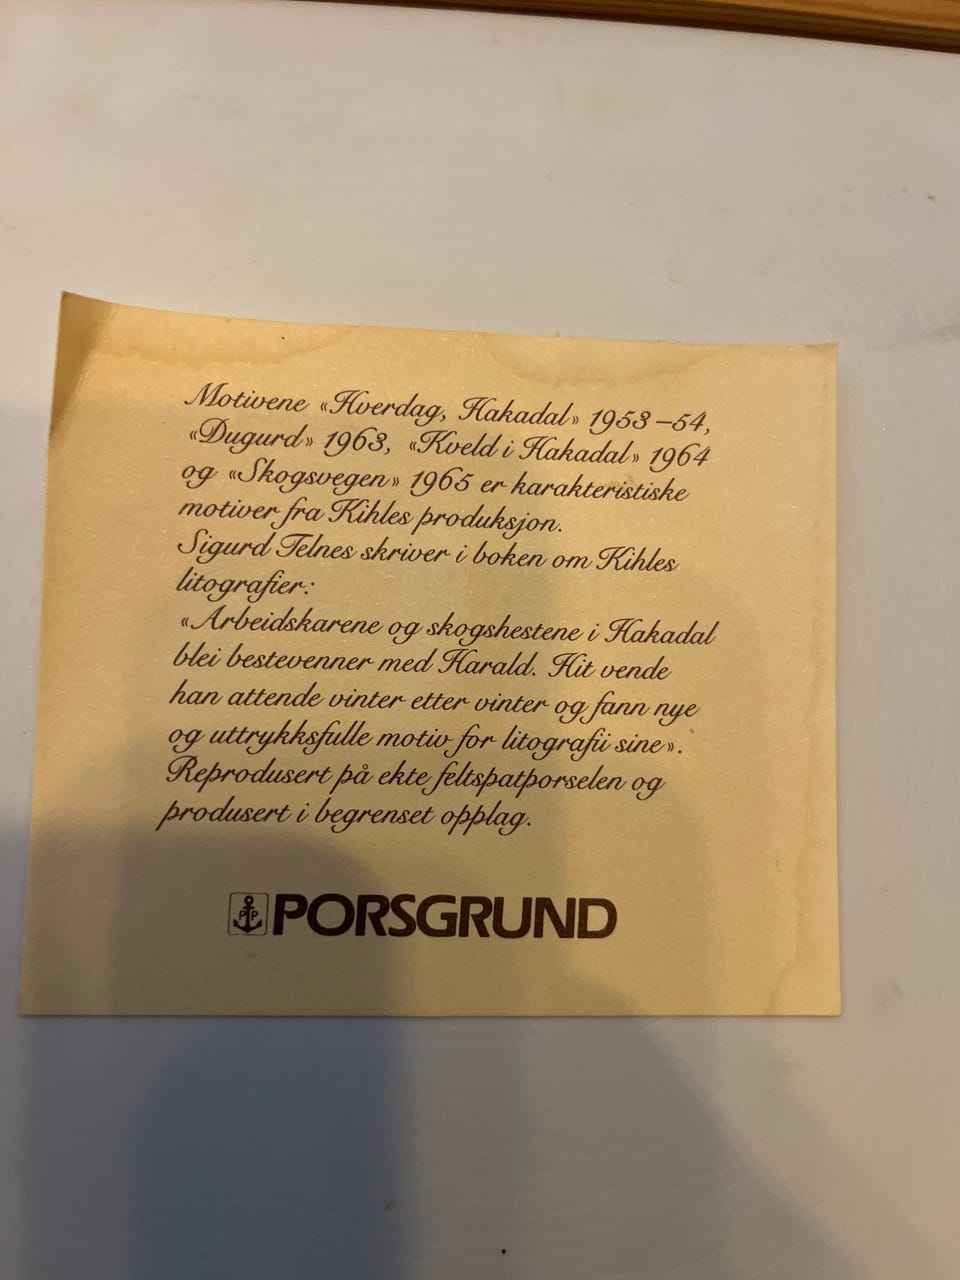 Motivene «Hverdag, Hakadal» 1953–54,
«Dugurd» 1963, «Kveld i Hakadal» 1964
og «Skogsvegen» 1965 er karakteristiske
motiver fra Kihles produksjon.
Sigurd Telnes skriver i boken om Kihles
litografier:
«Arbeidskarene og skogshestene i Hakadal
blei bestevenner med Harald. Hit vende
han attende vinter etter vinter og fann nye
og uttrykksfulle motiv for litografii sine».
Reprodusert på ekte feltspatporselen og
produsert i begrenset opplag.
PP PORSGRUND